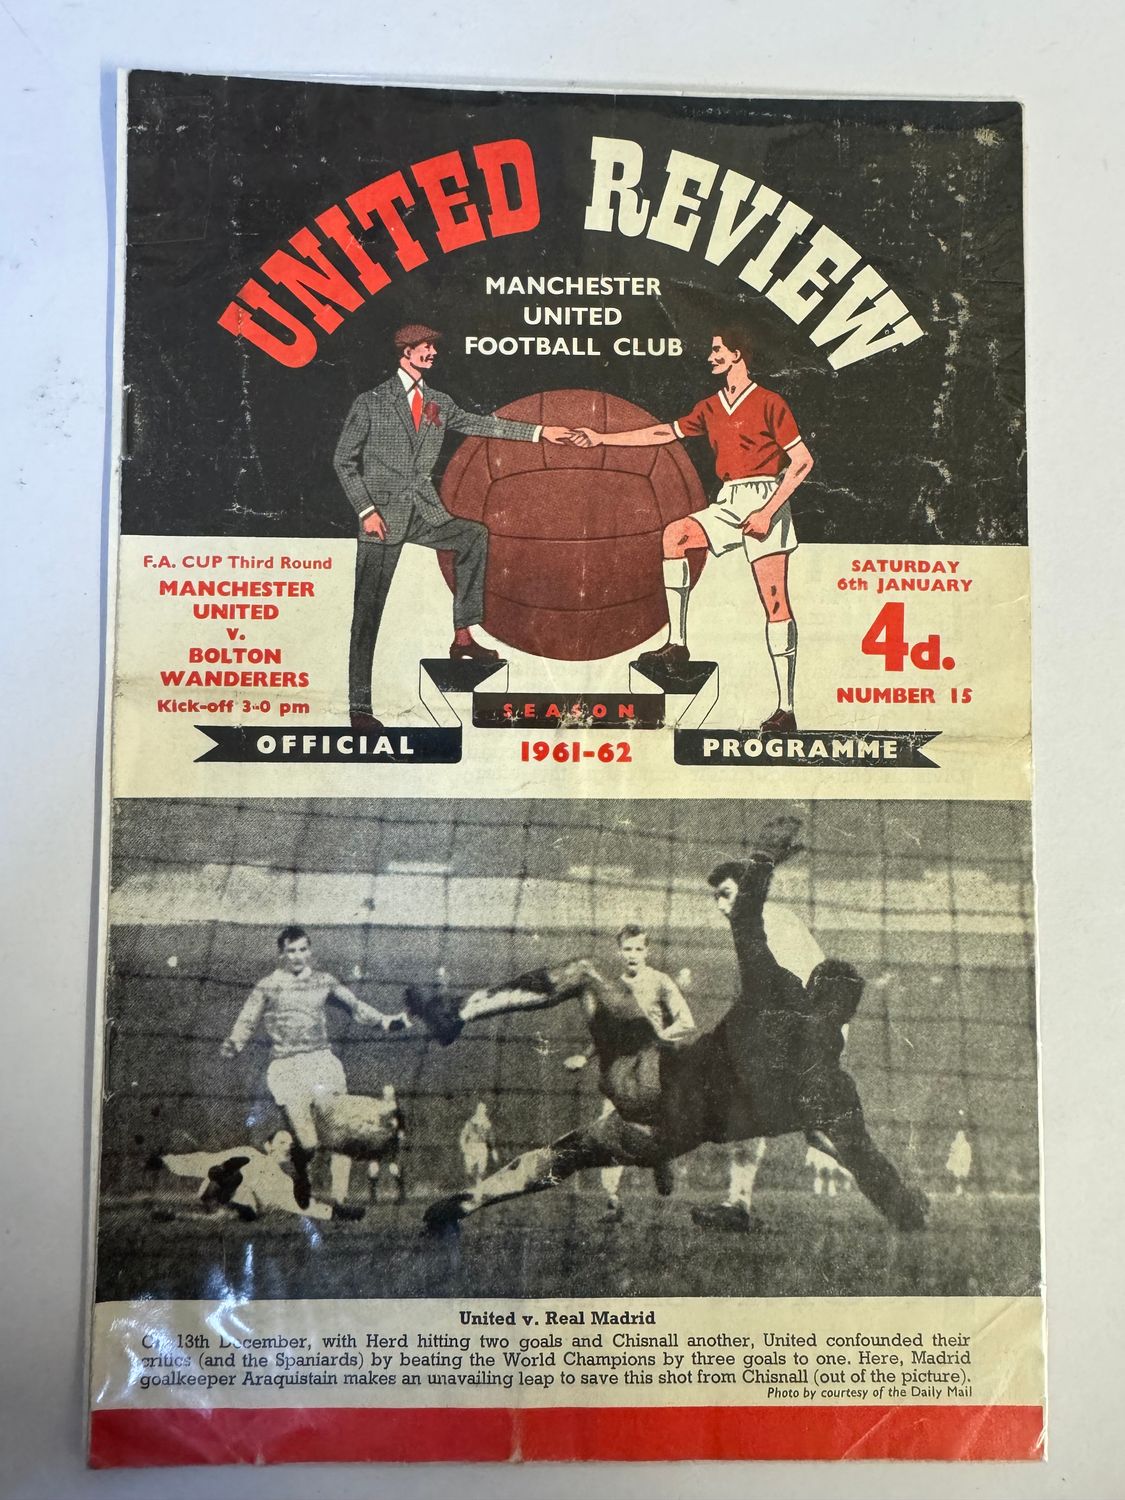 UNITED REVIEW
MANCHESTER
UNITED
FOOTBALL CLUB
F.A. CUP Third Round
MANCHESTER
UNITED
v.
BOLTON
WANDERERS
Kick-off 3-0 pm
SATURDAY
6th JANUARY
4d.
NUMBER 15
SEASON
OFFICIAL
1961-62
PROGRAMME
United v. Real Madrid
On 13th December, with Herd hitting two goals and Chisnall another, United confounded their
critics (and the Spaniards) by beating the World Champions by three goals to one. Here, Madrid
goalkeeper Araquistain makes an unavailing leap to save this shot from Chisnall (out of the picture).
Photo by courtesy of the Daily Mail